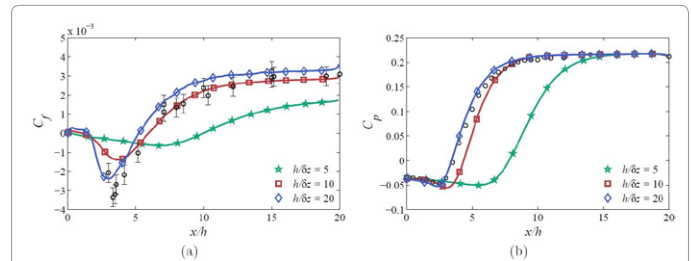 × 10⁻³
5
4
3
2
1
0
−1
−2
−3
−4
C_f
0 5 10 15 20
x/h
h/δz = 5
h/δz = 10
h/δz = 20
(a)
0.25
0.2
0.15
0.1
0.05
0
−0.05
−0.1
C_p
0 5 10 15 20
x/h
h/δz = 5
h/δz = 10
h/δz = 20
(b)